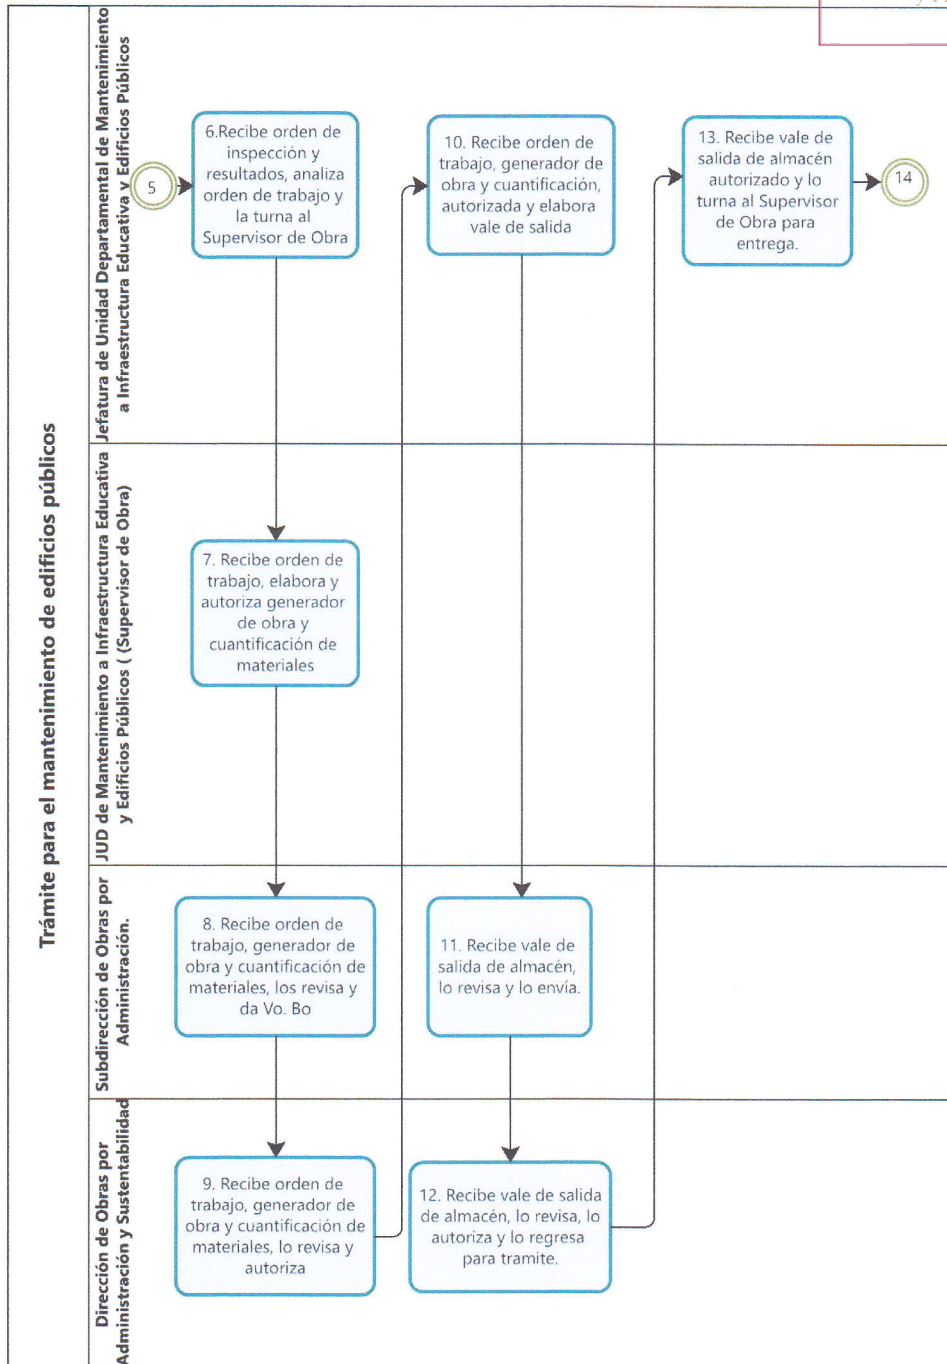 Trámite para el mantenimiento de edificios públicos
Jefatura de Unidad Departamental de Mantenimiento
a Infraestructura Educativa y Edificios Públicos
5
6.Recibe orden de
inspección y
resultados, analiza
orden de trabajo y
la turna al
Supervisor de Obra
10. Recibe orden de
trabajo, generador de
obra y cuantificación,
autorizada y elabora
vale de salida
13. Recibe vale de
salida de almacén
autorizado y lo
turna al Supervisor
de Obra para
entrega.
14
JUD de Mantenimiento a Infraestructura Educativa
y Edificios Públicos ( (Supervisor de Obra)
7. Recibe orden de
trabajo, elabora y
autoriza generador
de obra y
cuantificación de
materiales
Subdirección de Obras por
Administración.
8. Recibe orden de
trabajo, generador de
obra y cuantificación de
materiales, los revisa y
da Vo. Bo
11. Recibe vale de
salida de almacén,
lo revisa y lo envía.
Dirección de Obras por
Administración y Sustentabilidad
9. Recibe orden de
trabajo, generador de
obra y cuantificación de
materiales, lo revisa y
autoriza
12. Recibe vale de salida
de almacén, lo revisa, lo
autoriza y lo regresa
para tramite.